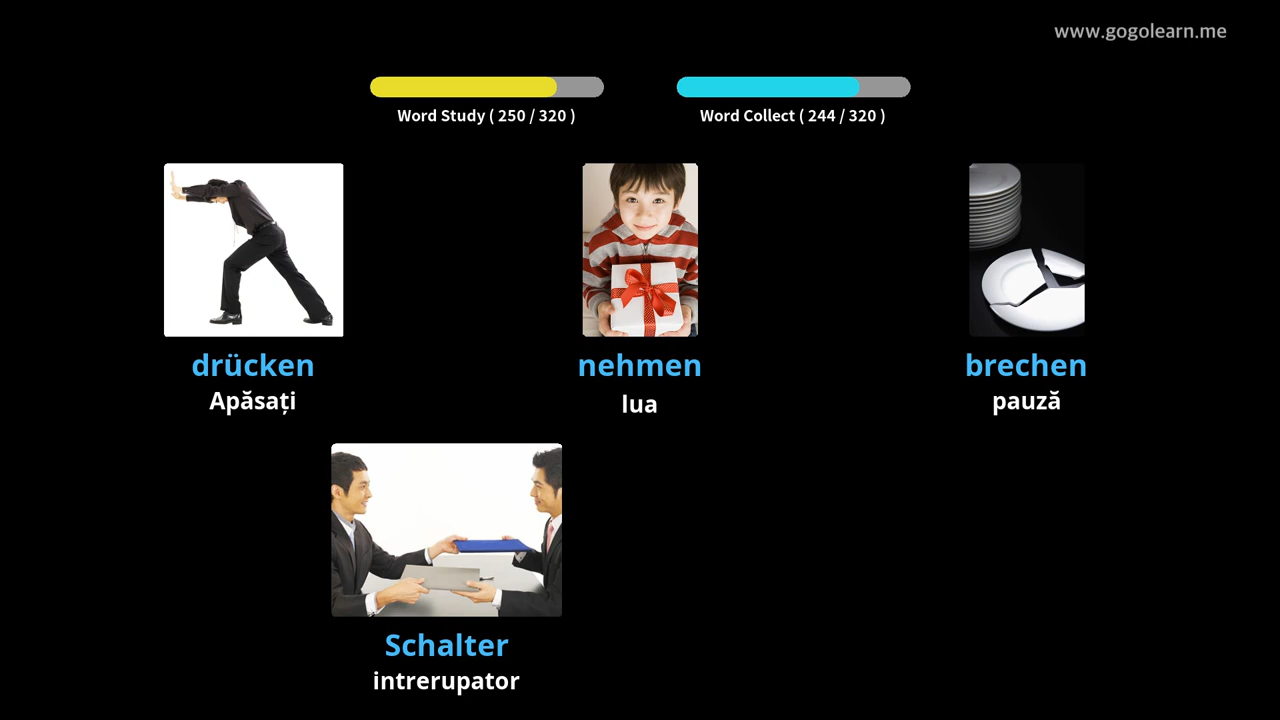 www.gogolearn.me
Word Study ( 250 / 320 )
Word Collect ( 244 / 320 )
drücken
Apăsați
nehmen
lua
brechen
pauză
Schalter
intrerupator